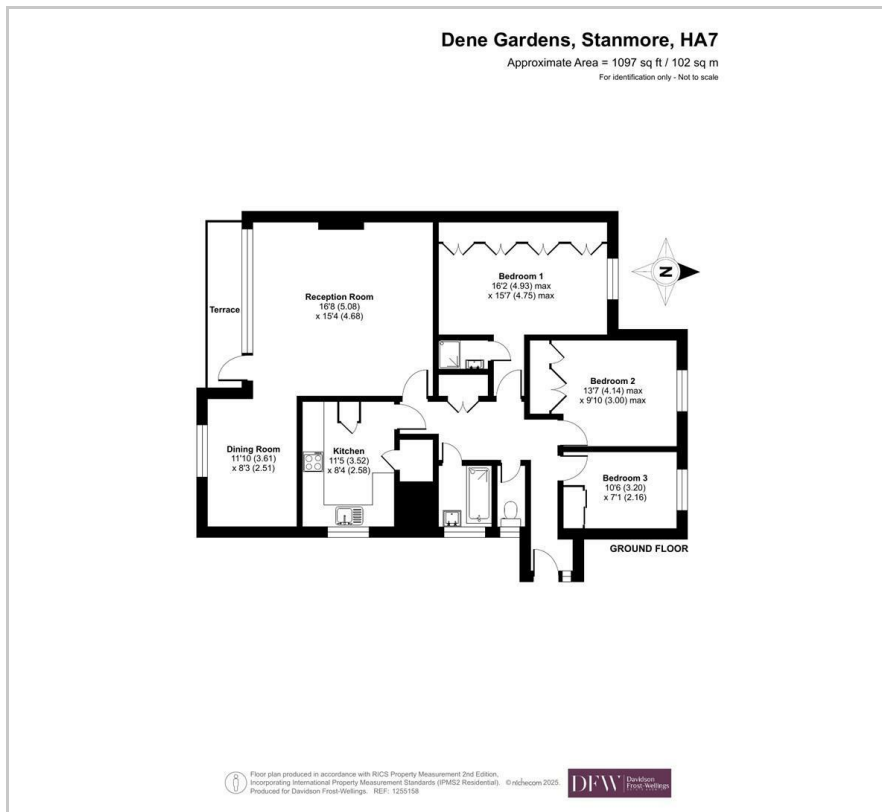 Dene Gardens, Stanmore, HA7
Approximate Area = 1097 sq ft / 102 sq m
For identification only - Not to scale
Terrace
Reception Room
16'8 (5.08)
x 15'4 (4.68)
Bedroom 1
16'2 (4.93) max
x 15'7 (4.75) max
N
Bedroom 2
13'7 (4.14) max
x 9'10 (3.00) max
Dining Room
11'10 (3.61)
x 8'3 (2.51)
Kitchen
11'5 (3.52)
x 8'4 (2.58)
Bedroom 3
10'6 (3.20)
x 7'1 (2.16)
GROUND FLOOR
Floor plan produced in accordance with RICS Property Measurement 2nd Edition,
Incorporating International Property Measurement Standards (IPMS2 Residential). © nichecom 2025.
Produced for Davidson Frost-Wellings. REF: 1255158
DFW
Davidson
Frost-Wellings